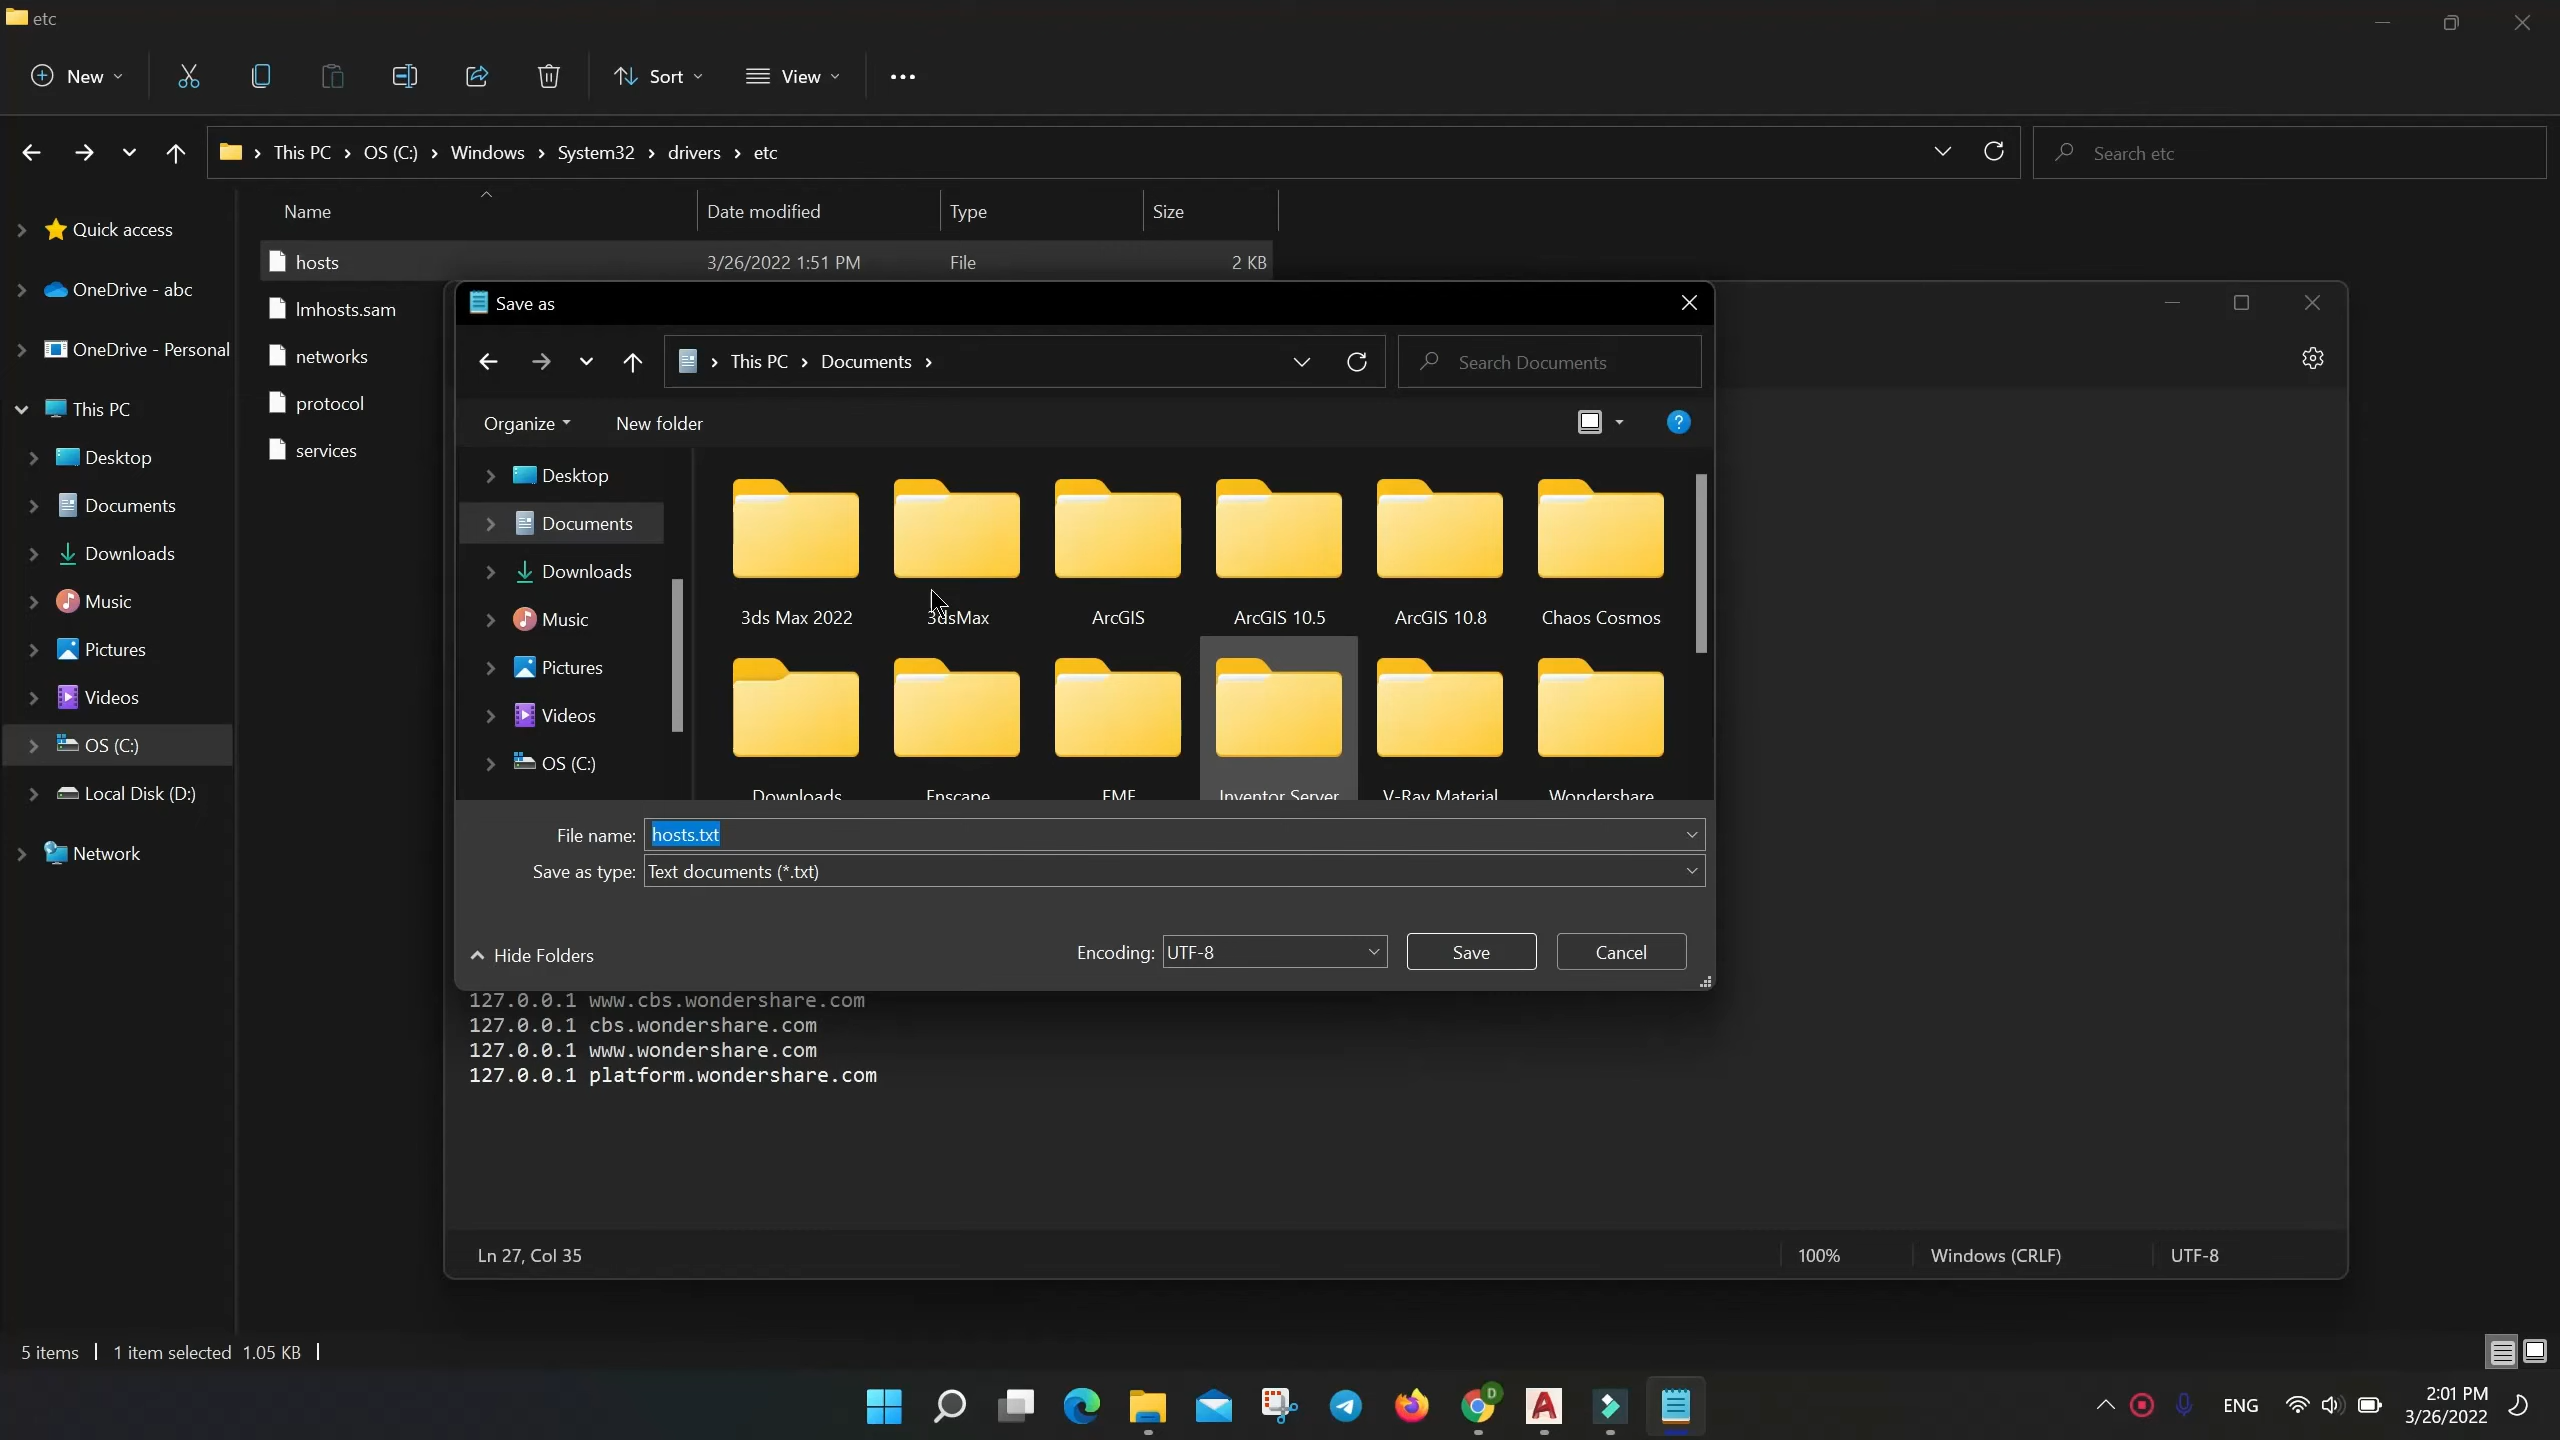 etc
New
Sort
View
This PC
OS (C:)
Windows
System32
drivers
etc
Search etc
Name
Date modified
Type
Size
Quick access
OneDrive - abc
OneDrive - Personal
This PC
Desktop
Documents
Downloads
Music
Pictures
Videos
OS (C:)
Local Disk (D:)
Network
hosts
3/26/2022 1:51 PM
File
2 KB
lmhosts.sam
networks
protocol
services
Save as
This PC
Documents
Search Documents
Organize
New folder
?
Desktop
Documents
Downloads
Music
Pictures
Videos
OS (C:)
3ds Max 2022
3dsMax
ArcGIS
ArcGIS 10.5
ArcGIS 10.8
Chaos Cosmos
Downloads
Enscape
FME
Inventor Server
V-Ray Material
Wondershare
File name: hosts.txt
Save as type: Text documents (*.txt)
Hide Folders
Encoding: UTF-8
Save
Cancel
127.0.0.1 www.cbs.wondershare.com
127.0.0.1 cbs.wondershare.com
127.0.0.1 www.wondershare.com
127.0.0.1 platform.wondershare.com
Ln 27, Col 35
100%
Windows (CRLF)
UTF-8
5 items
1 item selected 1.05 KB
D
A
ENG
2:01 PM
3/26/2022